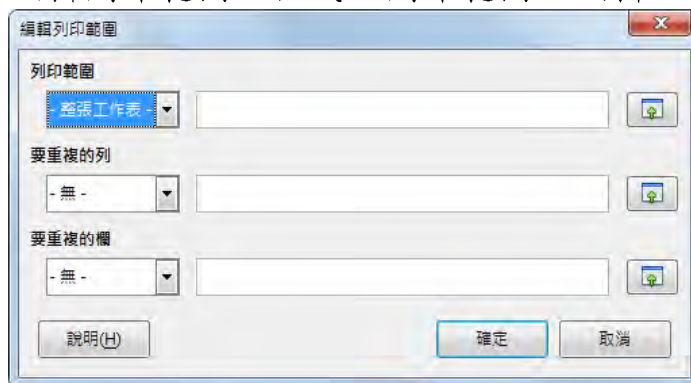 編輯列印範圍
列印範圍
- 整張工作表 -
要重複的列
- 無 -
要重複的欄
- 無 -
說明(H) 確定 取消